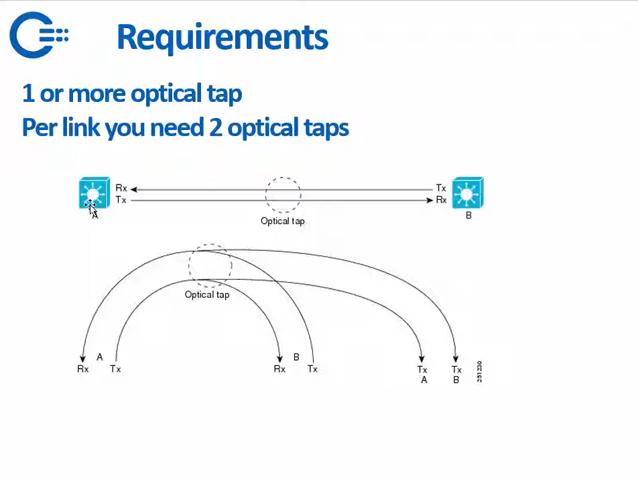 Requirements
1 or more optical tap
Per link you need 2 optical taps
Rx Tx
Tx Rx
A Optical tap B
Optical tap
A B
Rx Tx Rx Tx Tx Tx
A B
251230